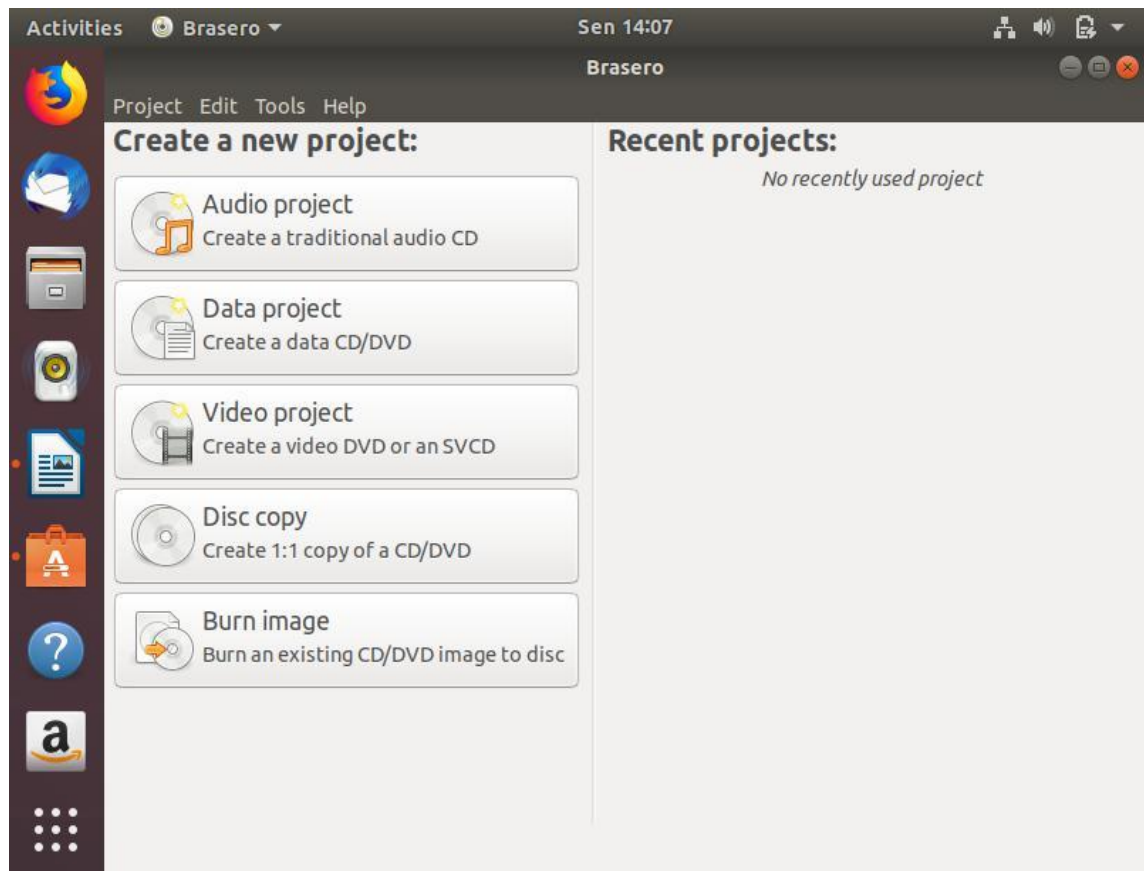 Activities Brasero Sen 14:07
Brasero
Project Edit Tools Help
Create a new project:
Audio project
Create a traditional audio CD
Data project
Create a data CD/DVD
Video project
Create a video DVD or an SVCD
Disc copy
Create 1:1 copy of a CD/DVD
Burn image
Burn an existing CD/DVD image to disc
Recent projects:
No recently used project